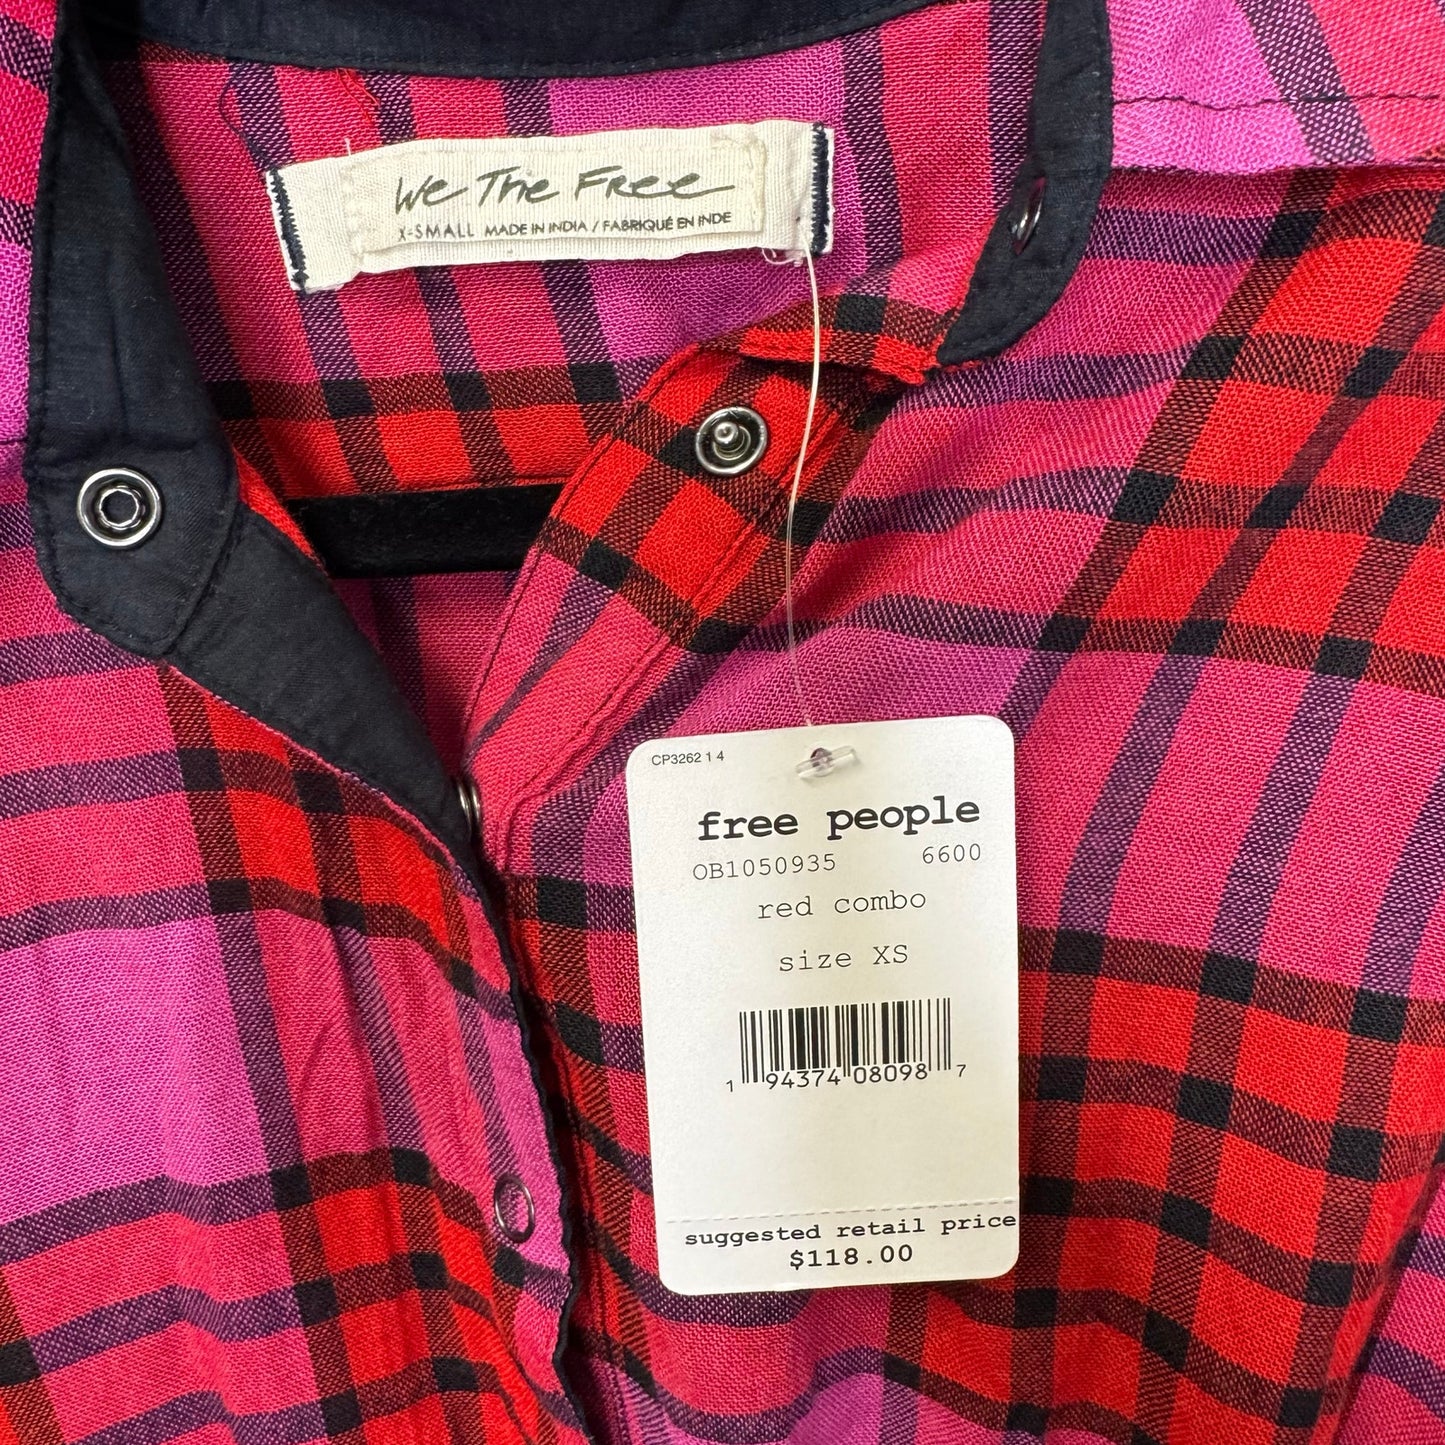 We The Free
X-SMALL MADE IN INDIA / FABRIQUÉ EN INDE
CP3262 1 4
free people
OB1050935 6600
red combo
size XS
1 94374 08098 7
suggested retail price
$118.00